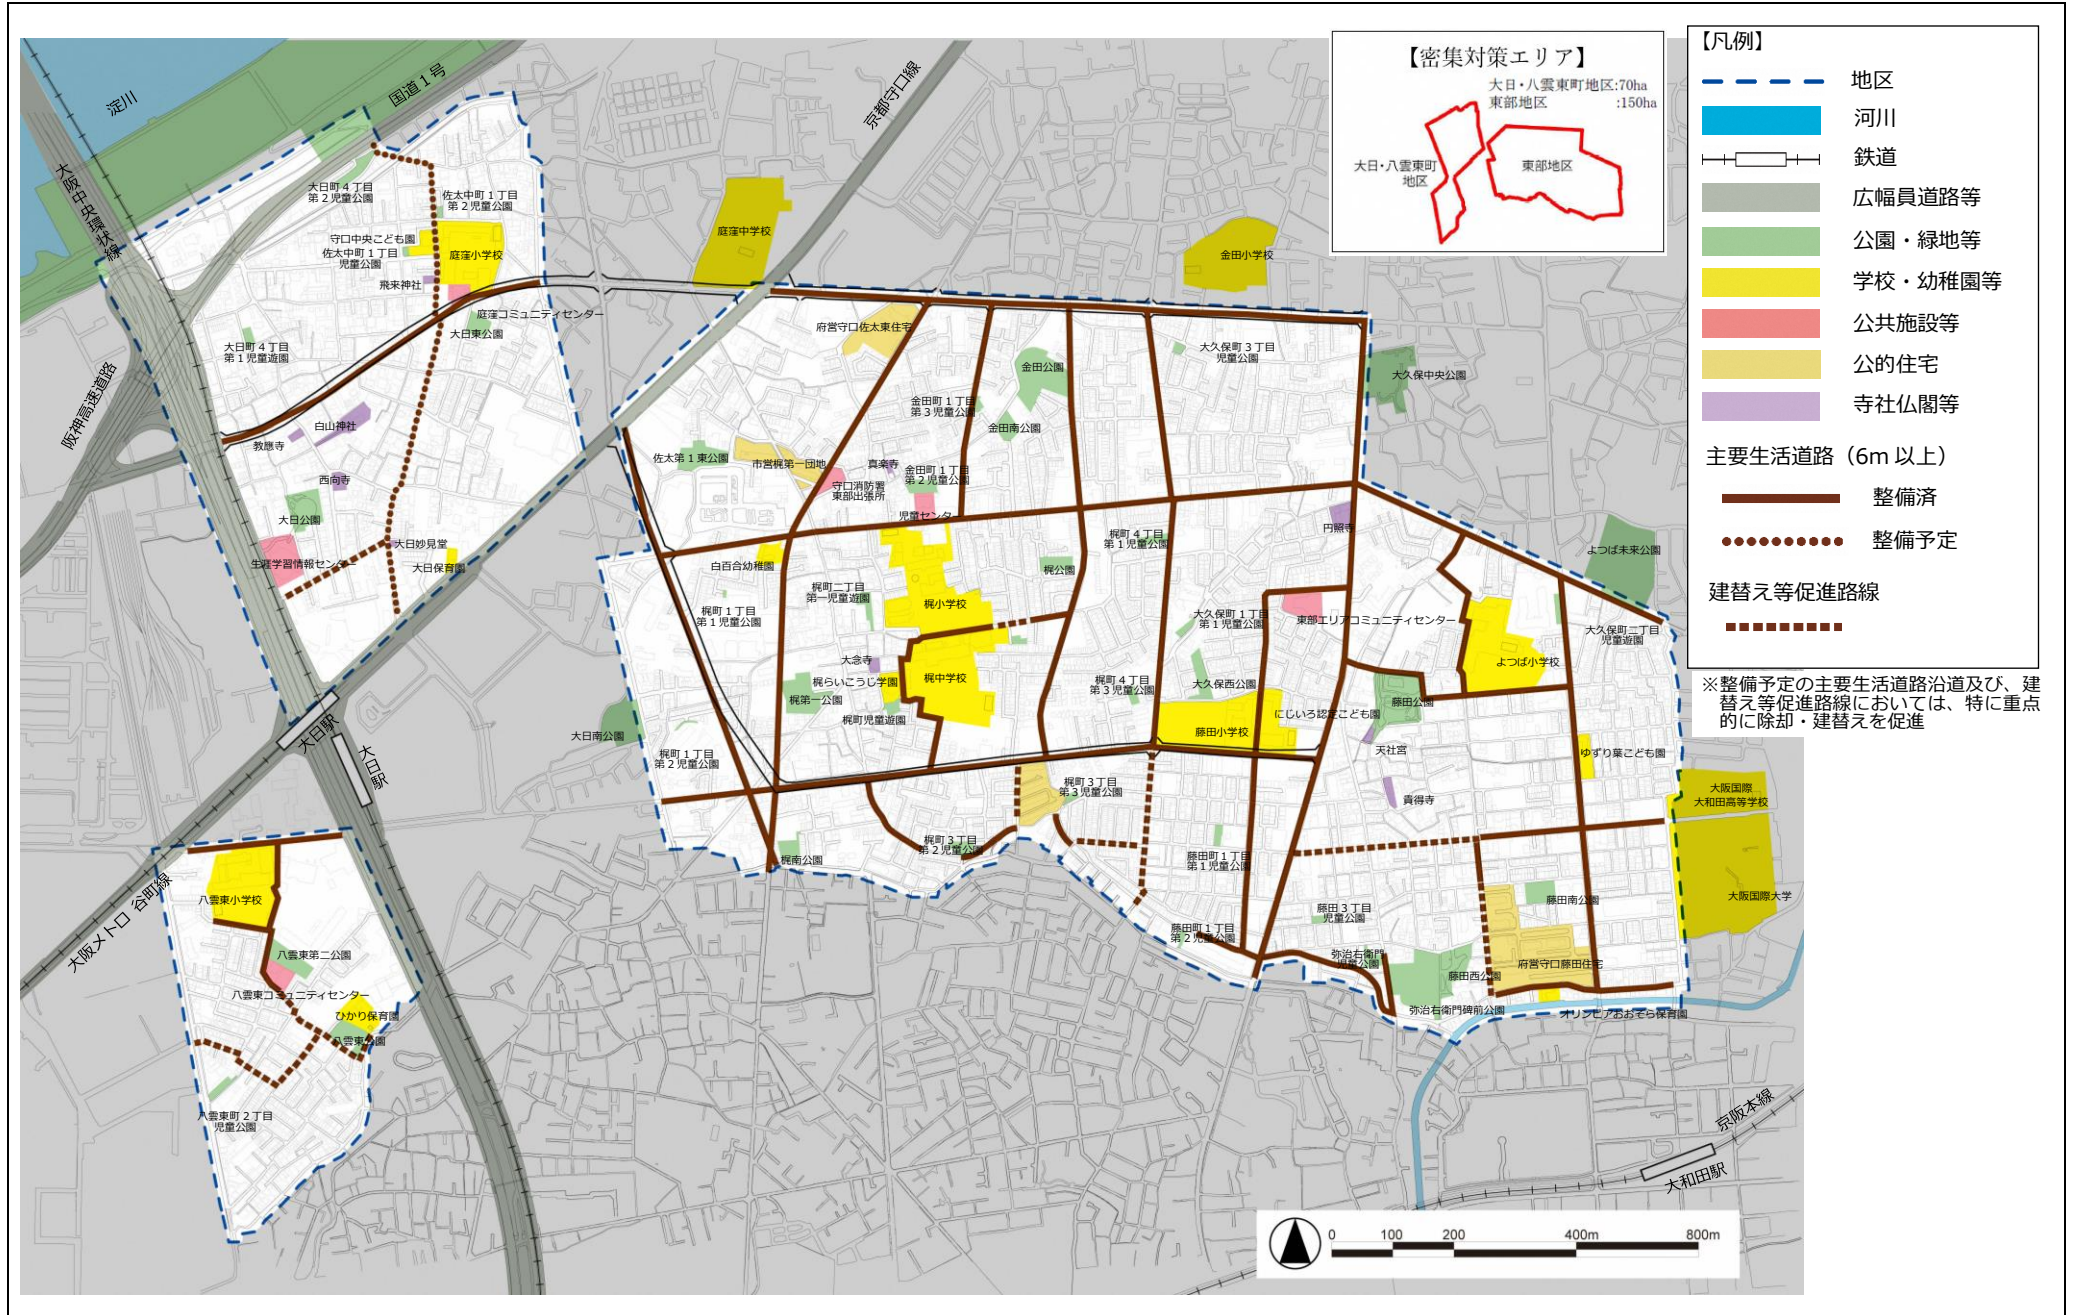 【密集対策エリア】
大日・八雲東町地区:70ha
東部地区 :150ha
大日・八雲東町
地区
東部地区
【凡例】
地区
河川
鉄道
広幅員道路等
公園・緑地等
学校・幼稚園等
公共施設等
公的住宅
寺社仏閣等
主要生活道路（6m 以上）
整備済
整備予定
建替え等促進路線
※整備予定の主要生活道路沿道及び、建
替え等促進路線においては、特に重点
的に除却・建替えを促進
淀川
国道1号
京都守口線
大阪中央環状線
阪神高速道路
大日町4丁目
第2児童公園
佐太中町1丁目
第2児童公園
守口中央こども園
佐太中町1丁目
児童公園
庭窪小学校
飛来神社
庭窪コミュニティセンター
大日東公園
大日町4丁目
第1児童遊園
白山神社
教應寺
西向寺
大日公園
大日妙見堂
生涯学習情報センター
大日保育園
庭窪中学校
金田小学校
府営守口佐太東住宅
金田公園
大久保町3丁目
児童公園
大久保中央公園
金田町1丁目
第3児童公園
金田南公園
佐太第1東公園
市営梶第一団地
真楽寺
金田町1丁目
第2児童公園
守口消防署
東部出張所
児童センター
円照寺
梶町4丁目
第1児童公園
よつば未来公園
白百合幼稚園
梶公園
梶町二丁目
第一児童遊園
梶小学校
梶町1丁目
第1児童公園
大久保町1丁目
第1児童公園
東部エリアコミュニティセンター
大久保町二丁目
児童遊園
大念寺
よつば小学校
梶らいこうじ学園
梶中学校
梶町4丁目
第3児童公園
大久保西公園
梶第一公園
藤田公園
梶町児童遊園
にじいろ認定こども園
大日南公園
藤田小学校
天社宮
ゆずり葉こども園
梶町1丁目
第2児童公園
大日駅
大日駅
梶町3丁目
第3児童公園
貴得寺
大阪国際
大和田高等学校
梶町3丁目
第2児童公園
梶南公園
藤田町1丁目
第1児童公園
大阪メトロ 谷町線
八雲東小学校
藤田南公園
大阪国際大学
藤田3丁目
児童公園
藤田町1丁目
第2児童公園
八雲東第二公園
弥治右衛門
児童公園
府営守口藤田住宅
藤田西公園
八雲東コミュニティセンター
ひかり保育園
弥治右衛門碑前公園
オリンピアおおぞら保育園
八雲東公園
八雲東町2丁目
児童公園
京阪本線
大和田駅
0 100 200 400m 800m